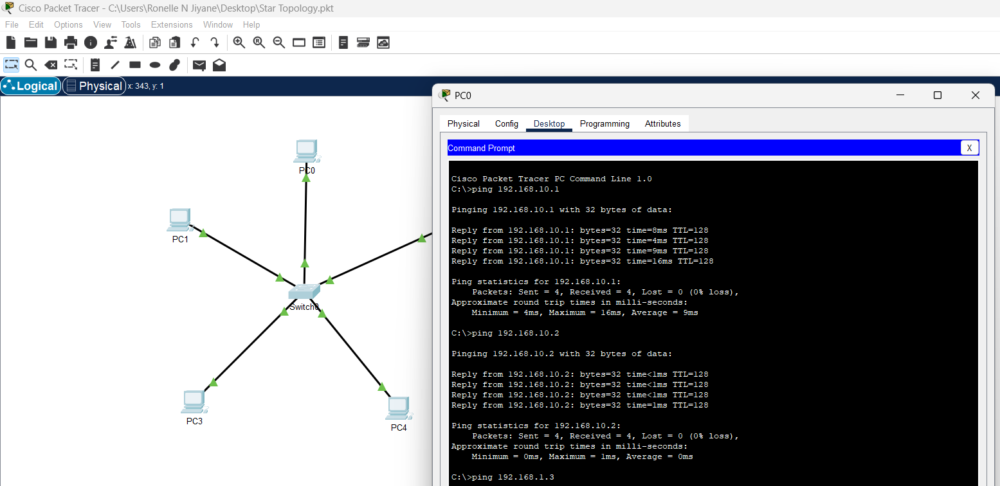 Cisco Packet Tracer - C:\Users\Ronelle N Jiyane\Desktop\Star Topology.pkt
File Edit Options View Tools Extensions Window Help
Logical Physical x: 343, y: 1
PC0
Physical Config Desktop Programming Attributes
Command Prompt X
Cisco Packet Tracer PC Command Line 1.0
C:\>ping 192.168.10.1
Pinging 192.168.10.1 with 32 bytes of data:
Reply from 192.168.10.1: bytes=32 time=8ms TTL=128
Reply from 192.168.10.1: bytes=32 time=4ms TTL=128
Reply from 192.168.10.1: bytes=32 time=9ms TTL=128
Reply from 192.168.10.1: bytes=32 time=16ms TTL=128
Ping statistics for 192.168.10.1:
Packets: Sent = 4, Received = 4, Lost = 0 (0% loss),
Approximate round trip times in milli-seconds:
Minimum = 4ms, Maximum = 16ms, Average = 9ms
C:\>ping 192.168.10.2
Pinging 192.168.10.2 with 32 bytes of data:
Reply from 192.168.10.2: bytes=32 time<1ms TTL=128
Reply from 192.168.10.2: bytes=32 time<1ms TTL=128
Reply from 192.168.10.2: bytes=32 time<1ms TTL=128
Reply from 192.168.10.2: bytes=32 time=1ms TTL=128
Ping statistics for 192.168.10.2:
Packets: Sent = 4, Received = 4, Lost = 0 (0% loss),
Approximate round trip times in milli-seconds:
Minimum = 0ms, Maximum = 1ms, Average = 0ms
C:\>ping 192.168.1.3
PC0
PC1
Switch0
PC3
PC4